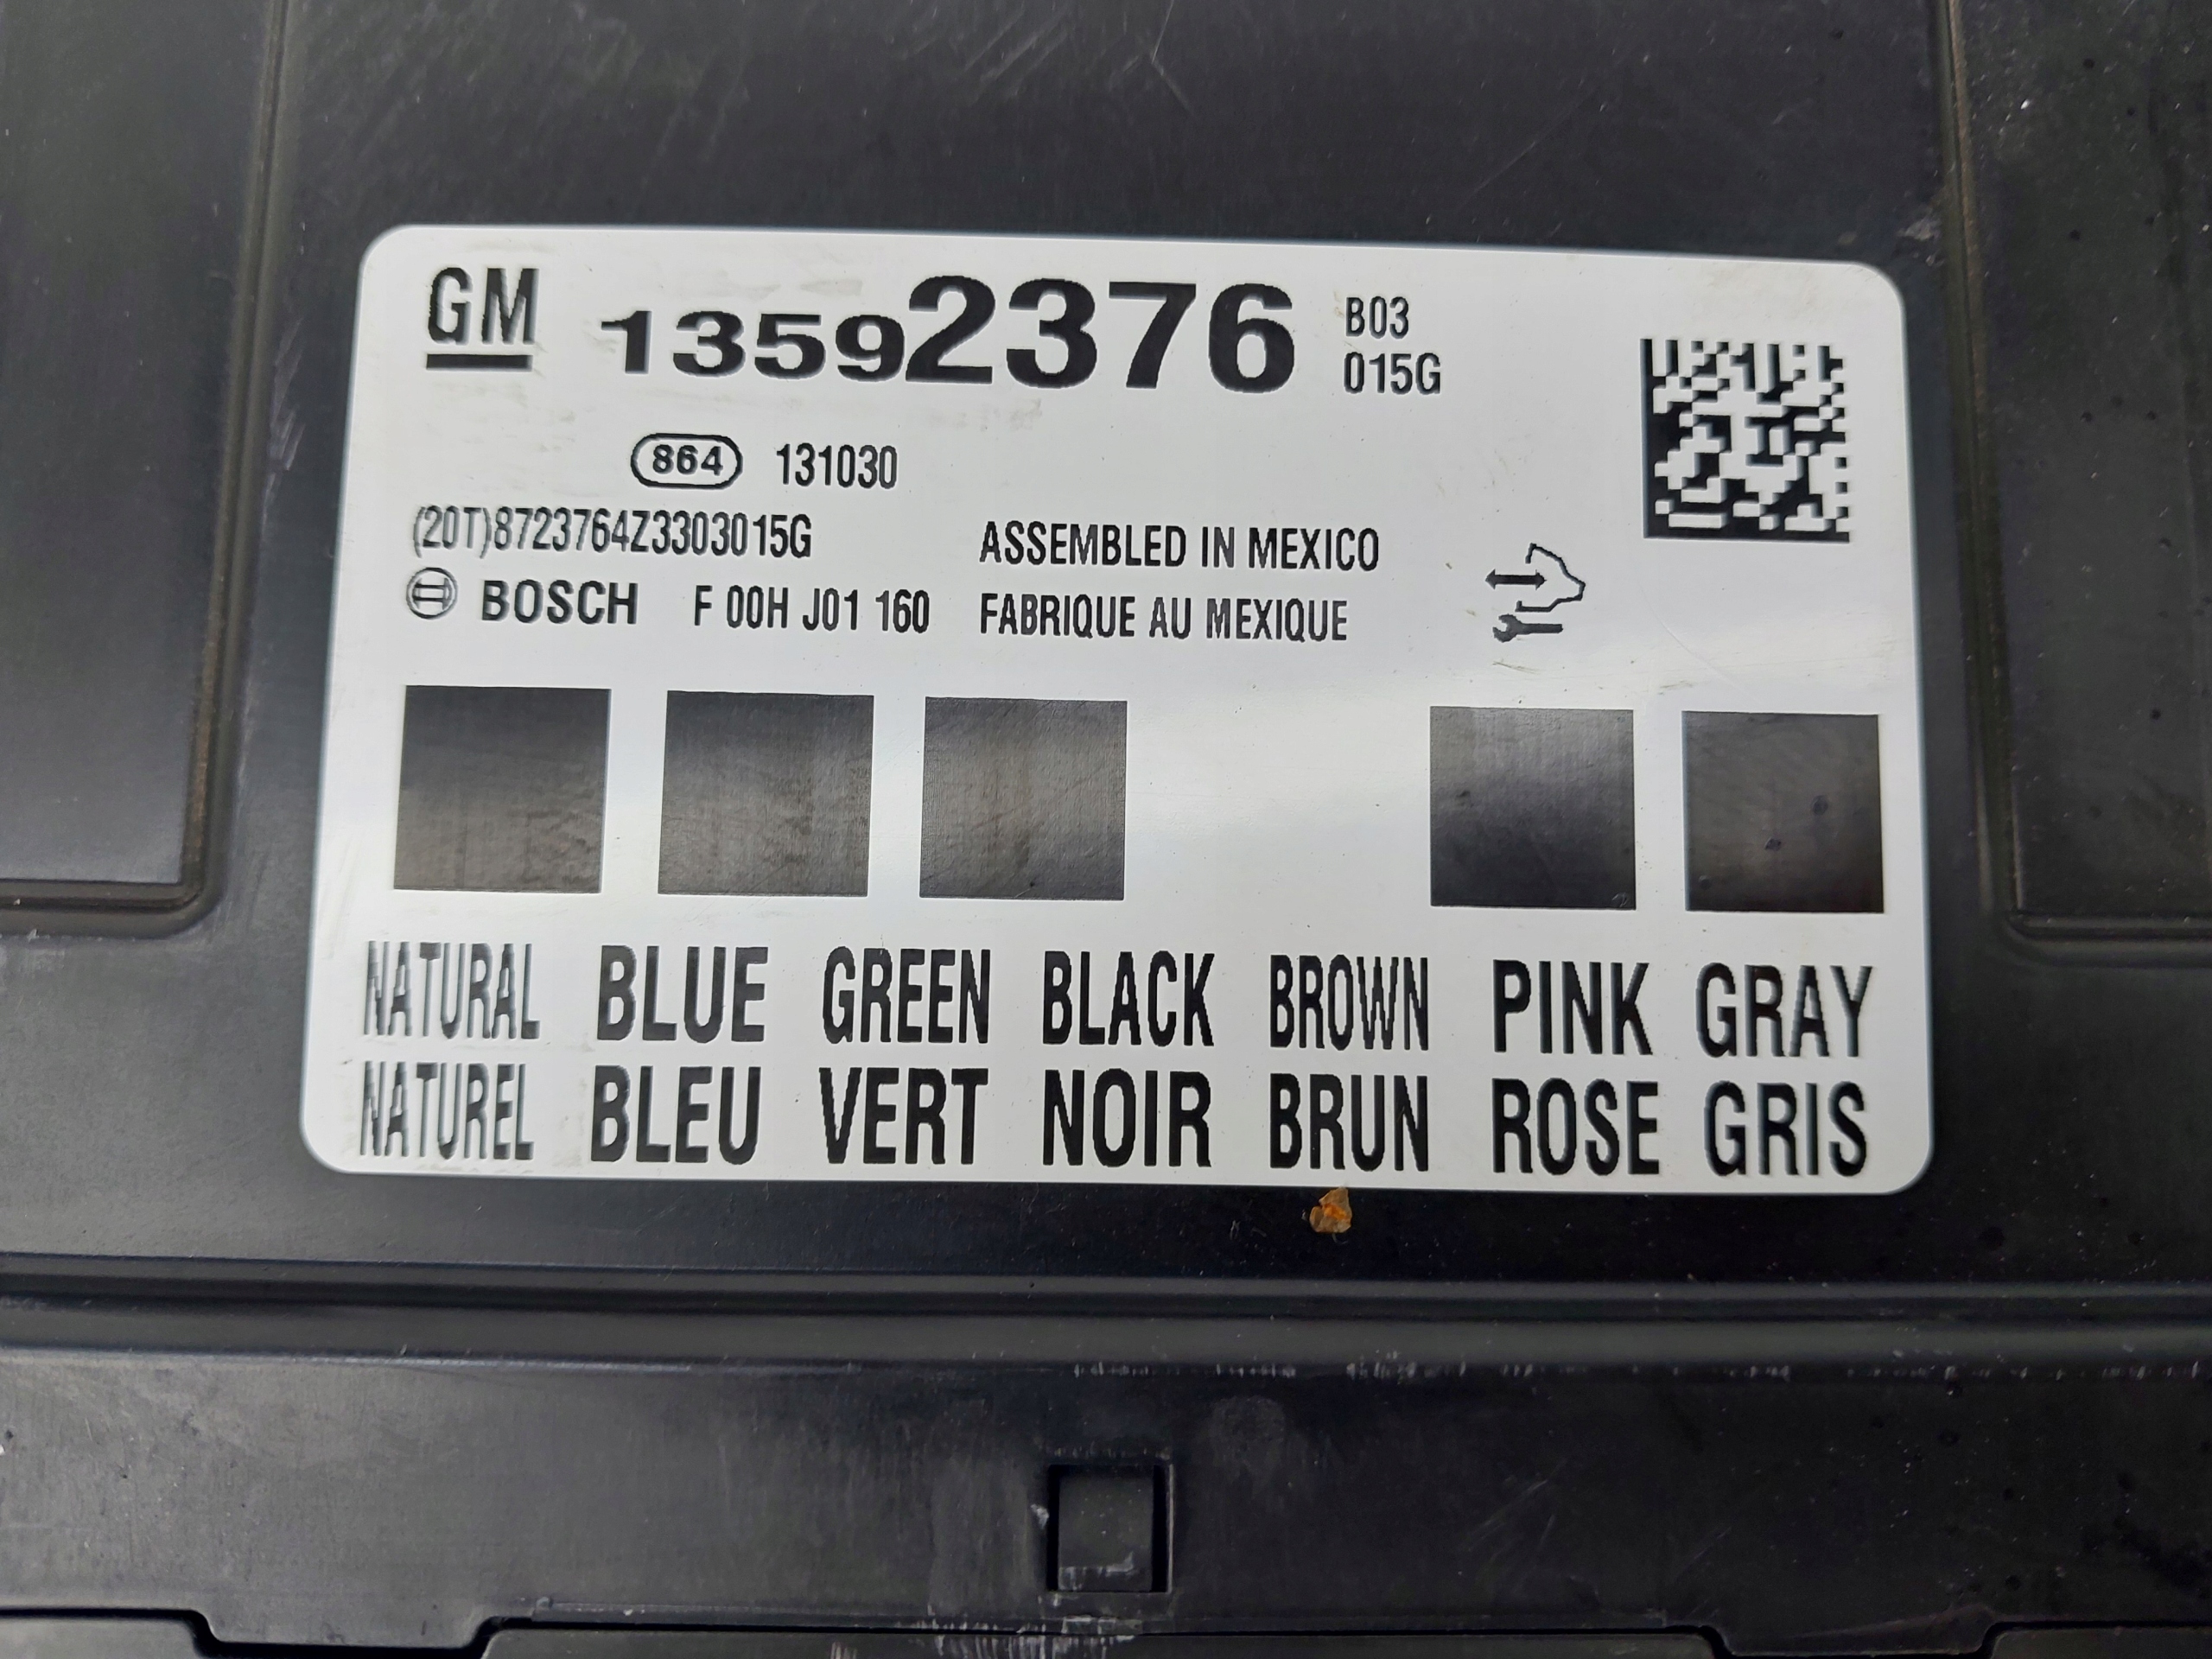 GM 13592376 B03
015G
864 131030
(20T)8723764Z3303015G ASSEMBLED IN MEXICO
BOSCH F 00H J01 160 FABRIQUE AU MEXIQUE
NATURAL BLUE GREEN BLACK BROWN PINK GRAY
NATUREL BLEU VERT NOIR BRUN ROSE GRIS